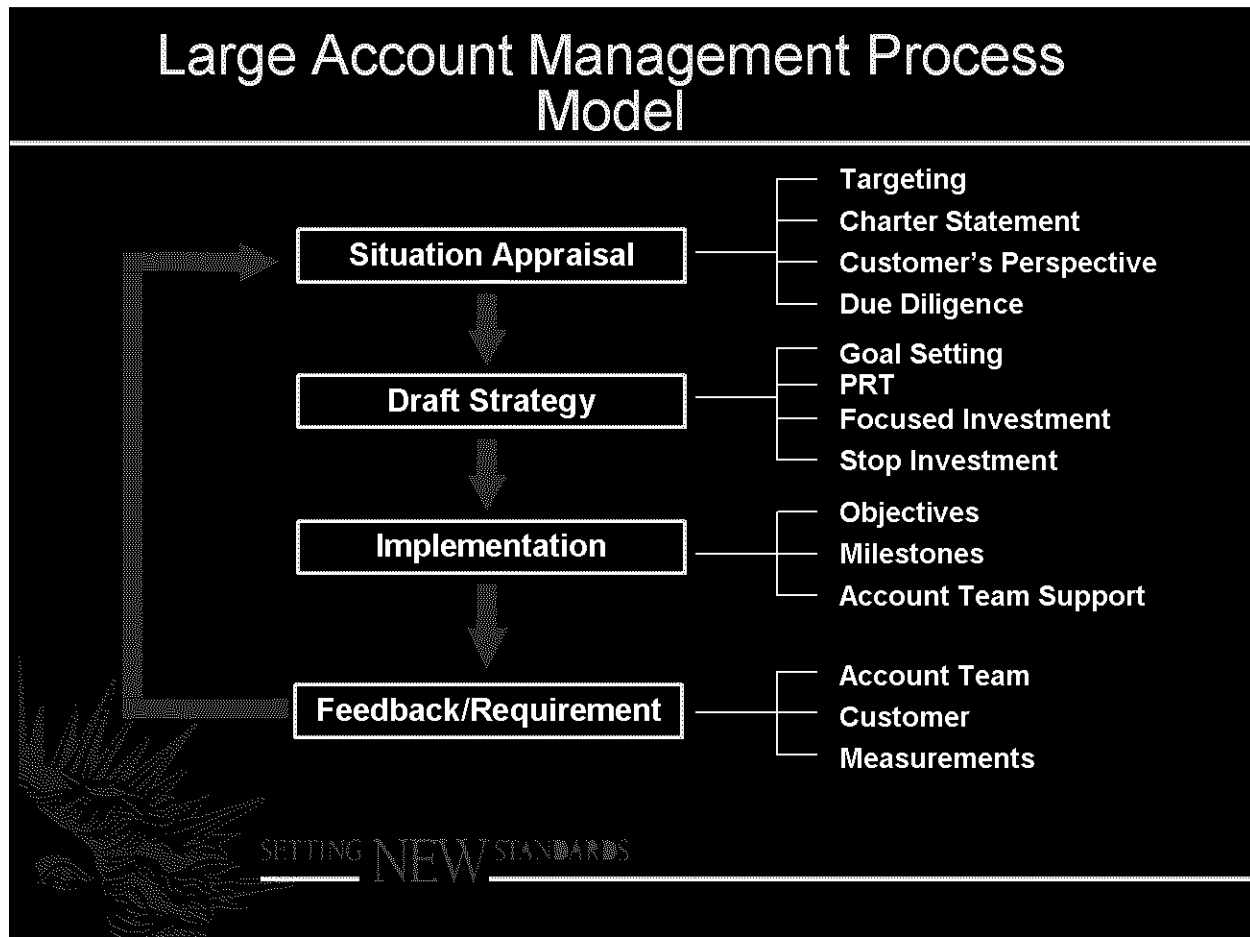 Large Account Management Process
Model
Situation Appraisal
Targeting
Charter Statement
Customer’s Perspective
Due Diligence
Draft Strategy
Goal Setting
PRT
Focused Investment
Stop Investment
Implementation
Objectives
Milestones
Account Team Support
Feedback/Requirement
Account Team
Customer
Measurements
SETTING NEW STANDARDS